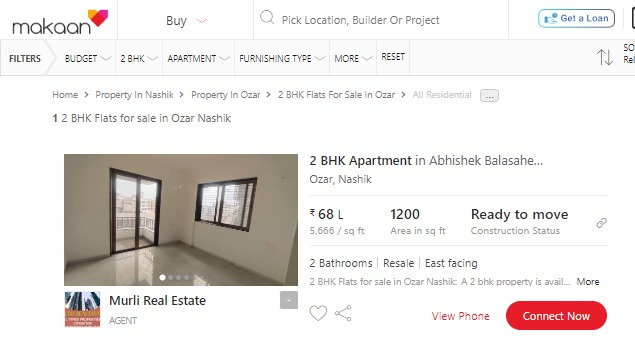 makaan
Buy
Pick Location, Builder Or Project
Get a Loan
FILTERS
BUDGET
2 BHK
APARTMENT
FURNISHING TYPE
MORE
RESET
SO
Rel
Home > Property In Nashik > Property In Ozar > 2 BHK Flats For Sale In Ozar > All Residential ...
1 2 BHK Flats for sale in Ozar Nashik
2 BHK Apartment in Abhishek Balasahe...
Ozar, Nashik
₹ 68 L 1200 Ready to move
5,666 / sq ft Area in sq ft Construction Status
2 Bathrooms | Resale | East facing
2 BHK Flats for sale in Ozar Nashik: A 2 bhk property is avail... More
Murli Real Estate
AGENT
View Phone
Connect Now